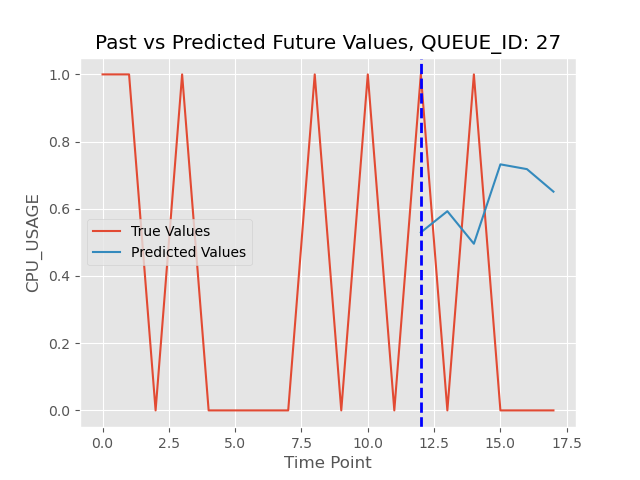 Past vs Predicted Future Values, QUEUE_ID: 27
1.0
0.8
0.6
0.4
0.2
0.0
CPU_USAGE
True Values
Predicted Values
0.0 2.5 5.0 7.5 10.0 12.5 15.0 17.5
Time Point